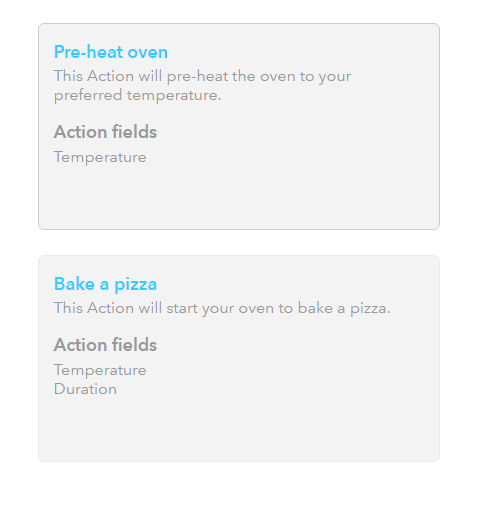 Pre-heat oven
This Action will pre-heat the oven to your
preferred temperature.
Action fields
Temperature
Bake a pizza
This Action will start your oven to bake a pizza.
Action fields
Temperature
Duration